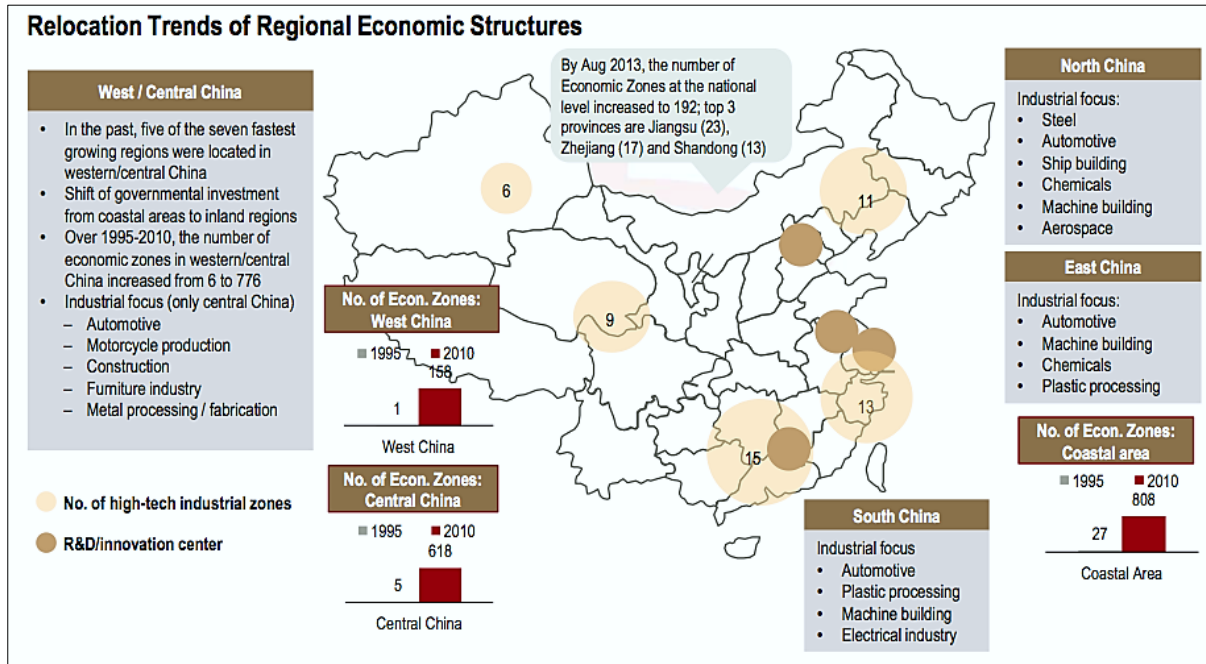 Relocation Trends of Regional Economic Structures
West / Central China
• In the past, five of the seven fastest
growing regions were located in
western/central China
• Shift of governmental investment
from coastal areas to inland regions
• Over 1995-2010, the number of
economic zones in western/central
China increased from 6 to 776
• Industrial focus (only central China)
– Automotive
– Motorcycle production
– Construction
– Furniture industry
– Metal processing / fabrication
No. of high-tech industrial zones
R&D/innovation center
By Aug 2013, the number of
Economic Zones at the national
level increased to 192; top 3
provinces are Jiangsu (23),
Zhejiang (17) and Shandong (13)
6
11
9
13
15
No. of Econ. Zones:
West China
1995 2010
158
1
West China
No. of Econ. Zones:
Central China
1995 2010
618
5
Central China
North China
Industrial focus:
• Steel
• Automotive
• Ship building
• Chemicals
• Machine building
• Aerospace
East China
Industrial focus:
• Automotive
• Machine building
• Chemicals
• Plastic processing
No. of Econ. Zones:
Coastal area
1995 2010
808
27
Coastal Area
South China
Industrial focus
• Automotive
• Plastic processing
• Machine building
• Electrical industry